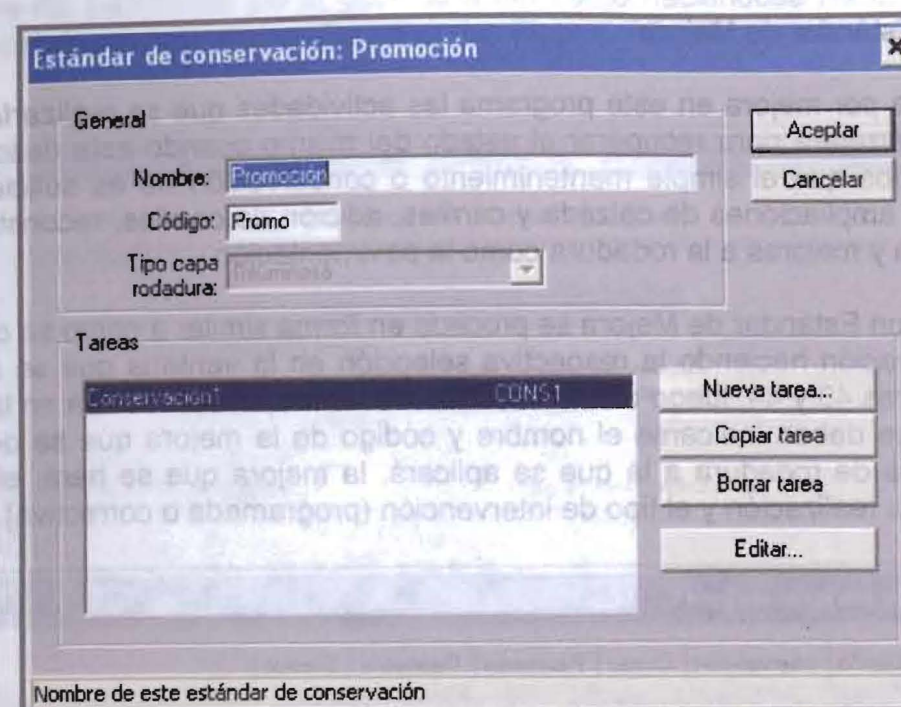 Estándar de conservación: Promoción
General
Nombre: Promoción
Código: Promo
Tipo capa rodadura: Bituminoso
Aceptar
Cancelar
Tareas
Conservación1 CONS1
Nueva tarea...
Copiar tarea
Borrar tarea
Editar...
Nombre de este estándar de conservación